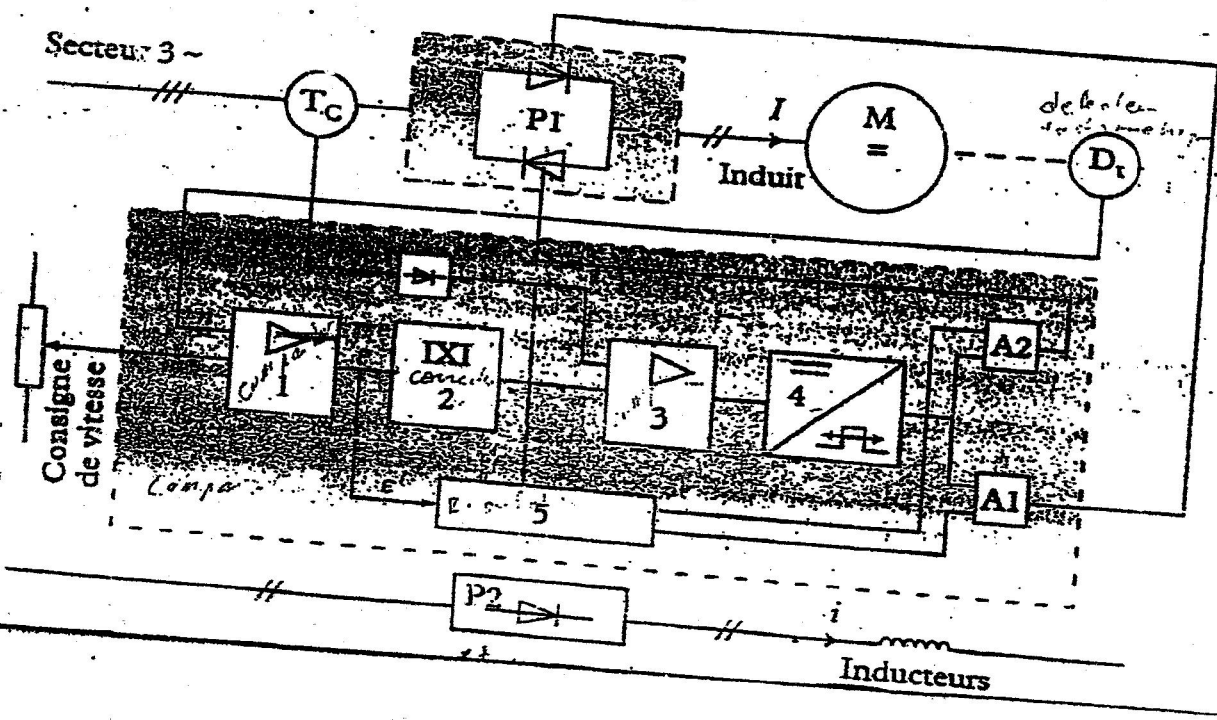 Secteur 3 ~
Tc
P1
I
Induit
M
=
Dt
Consigne
de vitesse
1
IXI
2
3
4
A2
A1
5
E
P2
i
Inducteurs